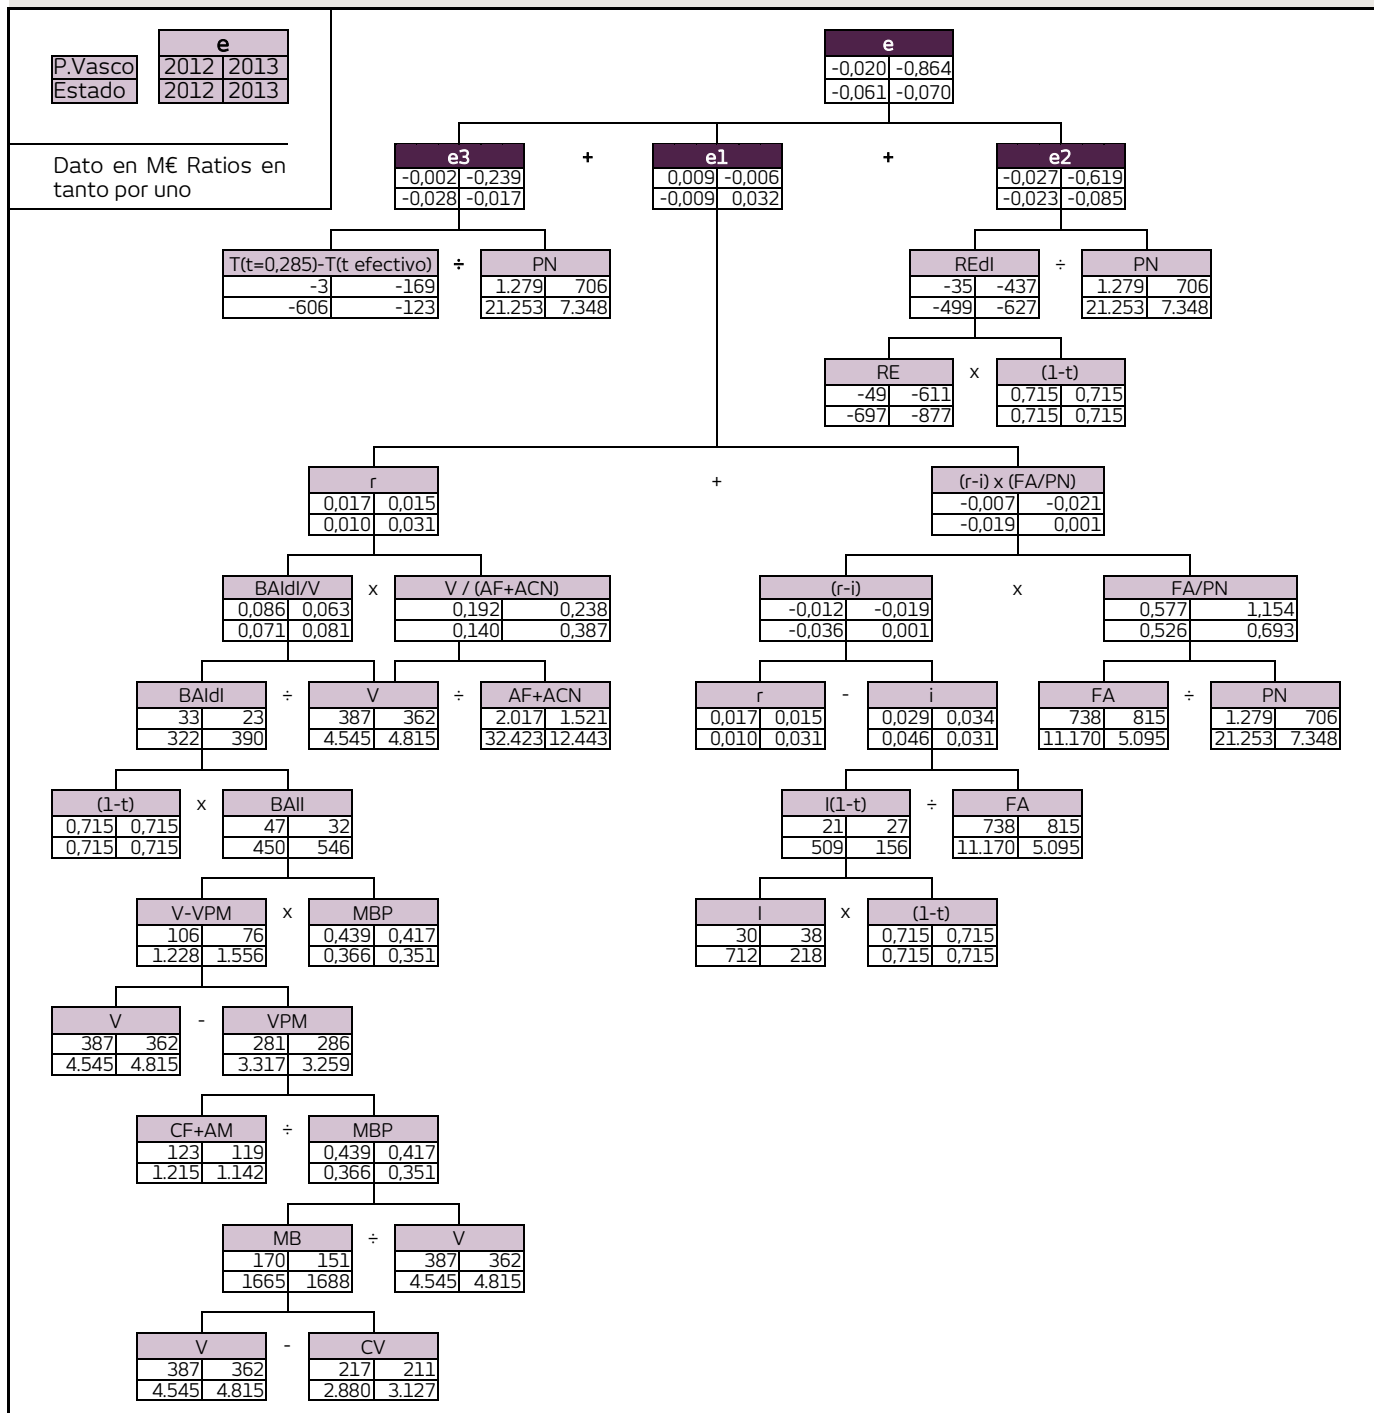 e e
P.Vasco 2012 2013 -0,020 -0,864
Estado 2012 2013 -0,061 -0,070
Dato en M€ Ratios en
tanto por uno
e3 + e1 + e2
-0,002 -0,239 0,009 -0,006 -0,027 -0,619
-0,028 -0,017 -0,009 0,032 -0,023 -0,085
T(t=0,285)-T(t efectivo) ÷ PN REdI ÷ PN
-3 -169 1.279 706 -35 -437 1.279 706
-606 -123 21.253 7.348 -499 -627 21.253 7.348
RE x (1-t)
-49 -611 0,715 0,715
-697 -877 0,715 0,715
r + (r-i) x (FA/PN)
0,017 0,015 -0,007 -0,021
0,010 0,031 -0,019 0,001
BAIdI/V x V / (AF+ACN) (r-i) x FA/PN
0,086 0,063 0,192 0,238 -0,012 -0,019 0,577 1,154
0,071 0,081 0,140 0,387 -0,036 0,001 0,526 0,693
BAIdI ÷ V ÷ AF+ACN r - i FA ÷ PN
33 23 387 362 2.017 1.521 0,017 0,015 0,029 0,034 738 815 1.279 706
322 390 4.545 4.815 32.423 12.443 0,010 0,031 0,046 0,031 11.170 5.095 21.253 7.348
(1-t) x BAII I(1-t) ÷ FA
0,715 0,715 47 32 21 27 738 815
0,715 0,715 450 546 509 156 11.170 5.095
V-VPM x MBP I x (1-t)
106 76 0,439 0,417 30 38 0,715 0,715
1.228 1.556 0,366 0,351 712 218 0,715 0,715
V - VPM
387 362 281 286
4.545 4.815 3.317 3.259
CF+AM ÷ MBP
123 119 0,439 0,417
1.215 1.142 0,366 0,351
MB ÷ V
170 151 387 362
1665 1688 4.545 4.815
V - CV
387 362 217 211
4.545 4.815 2.880 3.127